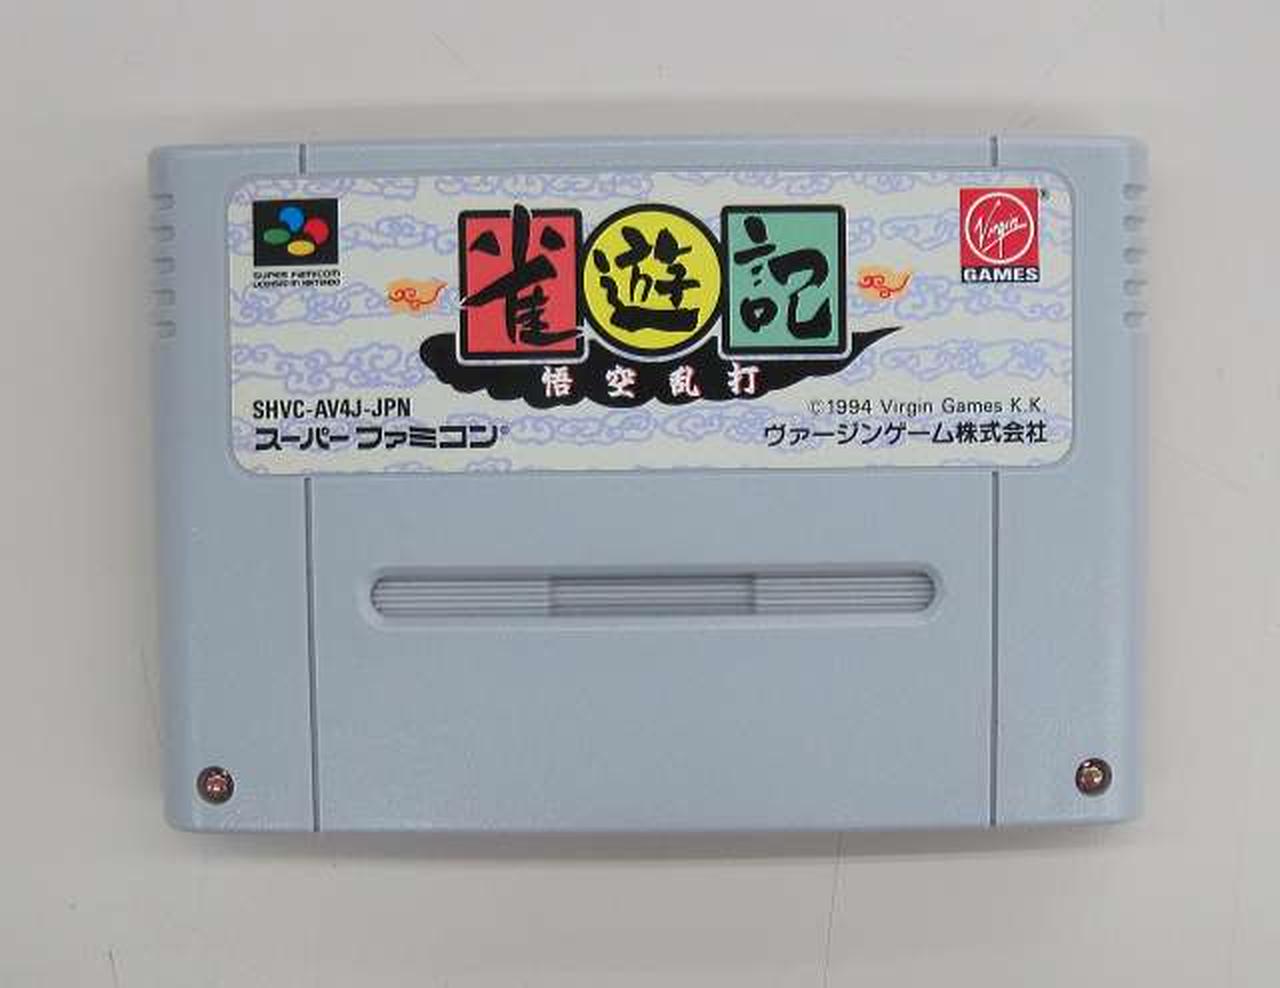 SUPER FAMICOM
LICENSED BY NINTENDO
雀遊記
悟空乱打
Virgin
GAMES
SHVC-AV4J-JPN
スーパーファミコン®
©1994 Virgin Games K.K.
ヴァージンゲーム株式会社